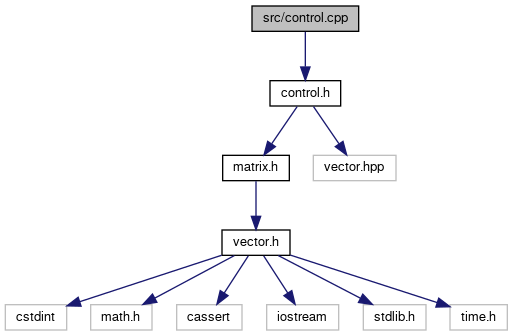 src/control.cpp
control.h
matrix.h
vector.hpp
vector.h
cstdint
math.h
cassert
iostream
stdlib.h
time.h